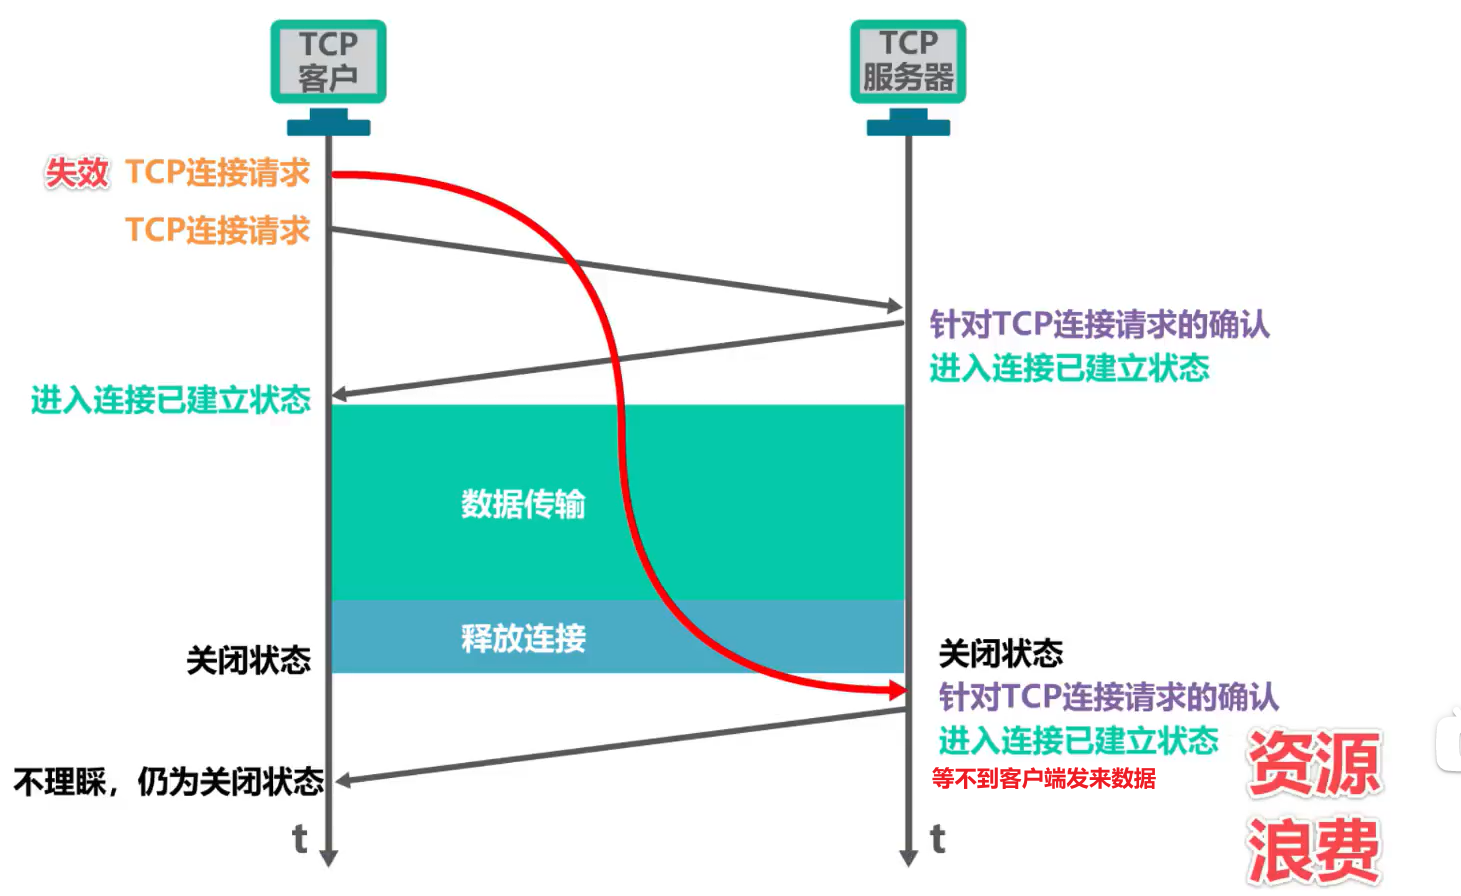 TCP
客户
TCP
服务器
失效 TCP连接请求
TCP连接请求
针对TCP连接请求的确认
进入连接已建立状态
进入连接已建立状态
数据传输
释放连接
关闭状态
关闭状态
针对TCP连接请求的确认
进入连接已建立状态
等不到客户端发来数据
不理睬，仍为关闭状态
资源
浪费
t
t